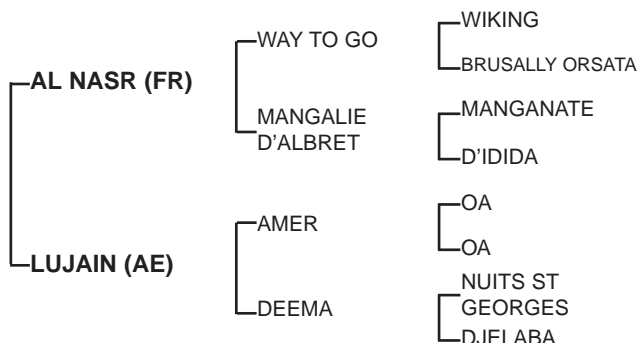 WIKING
WAY TO GO
BRUSALLY ORSATA
AL NASR (FR)
MANGANATE
MANGALIE
D'ALBRET
D'IDIDA
OA
AMER
OA
LUJAIN (AE)
NUITS ST
GEORGES
DEEMA
DJELABA